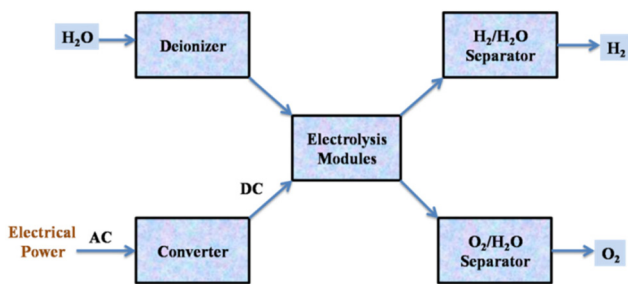 H₂O
Deionizer
H₂/H₂O
Separator
H₂
Electrolysis
Modules
DC
Electrical
Power
AC
Converter
O₂/H₂O
Separator
O₂